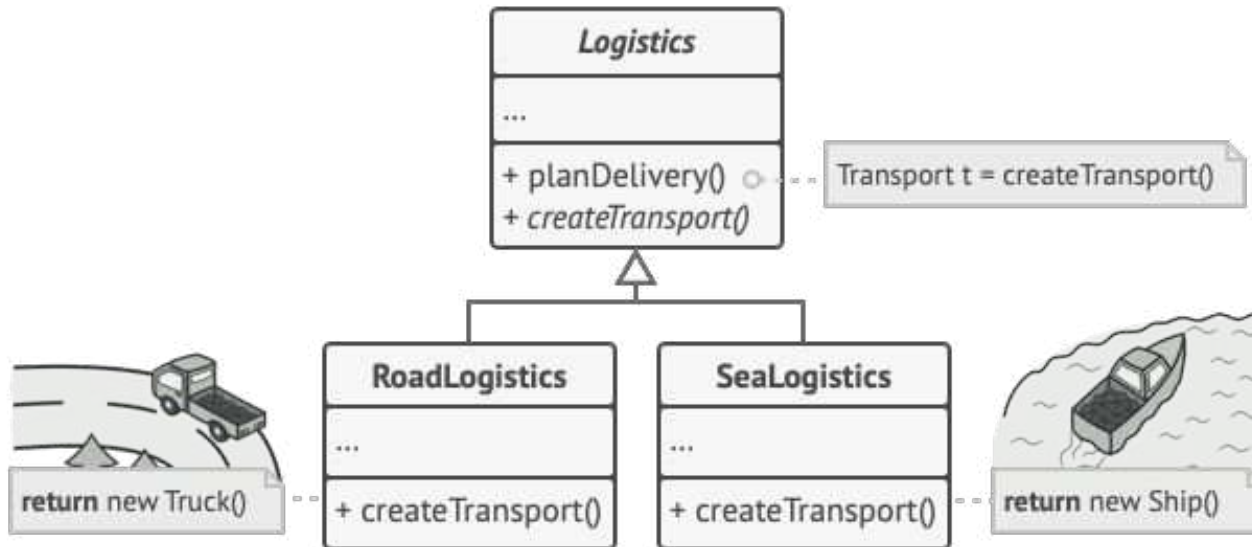 Logistics
...
+ planDelivery()
+ createTransport()
Transport t = createTransport()
RoadLogistics
...
+ createTransport()
SeaLogistics
...
+ createTransport()
return new Truck()
return new Ship()